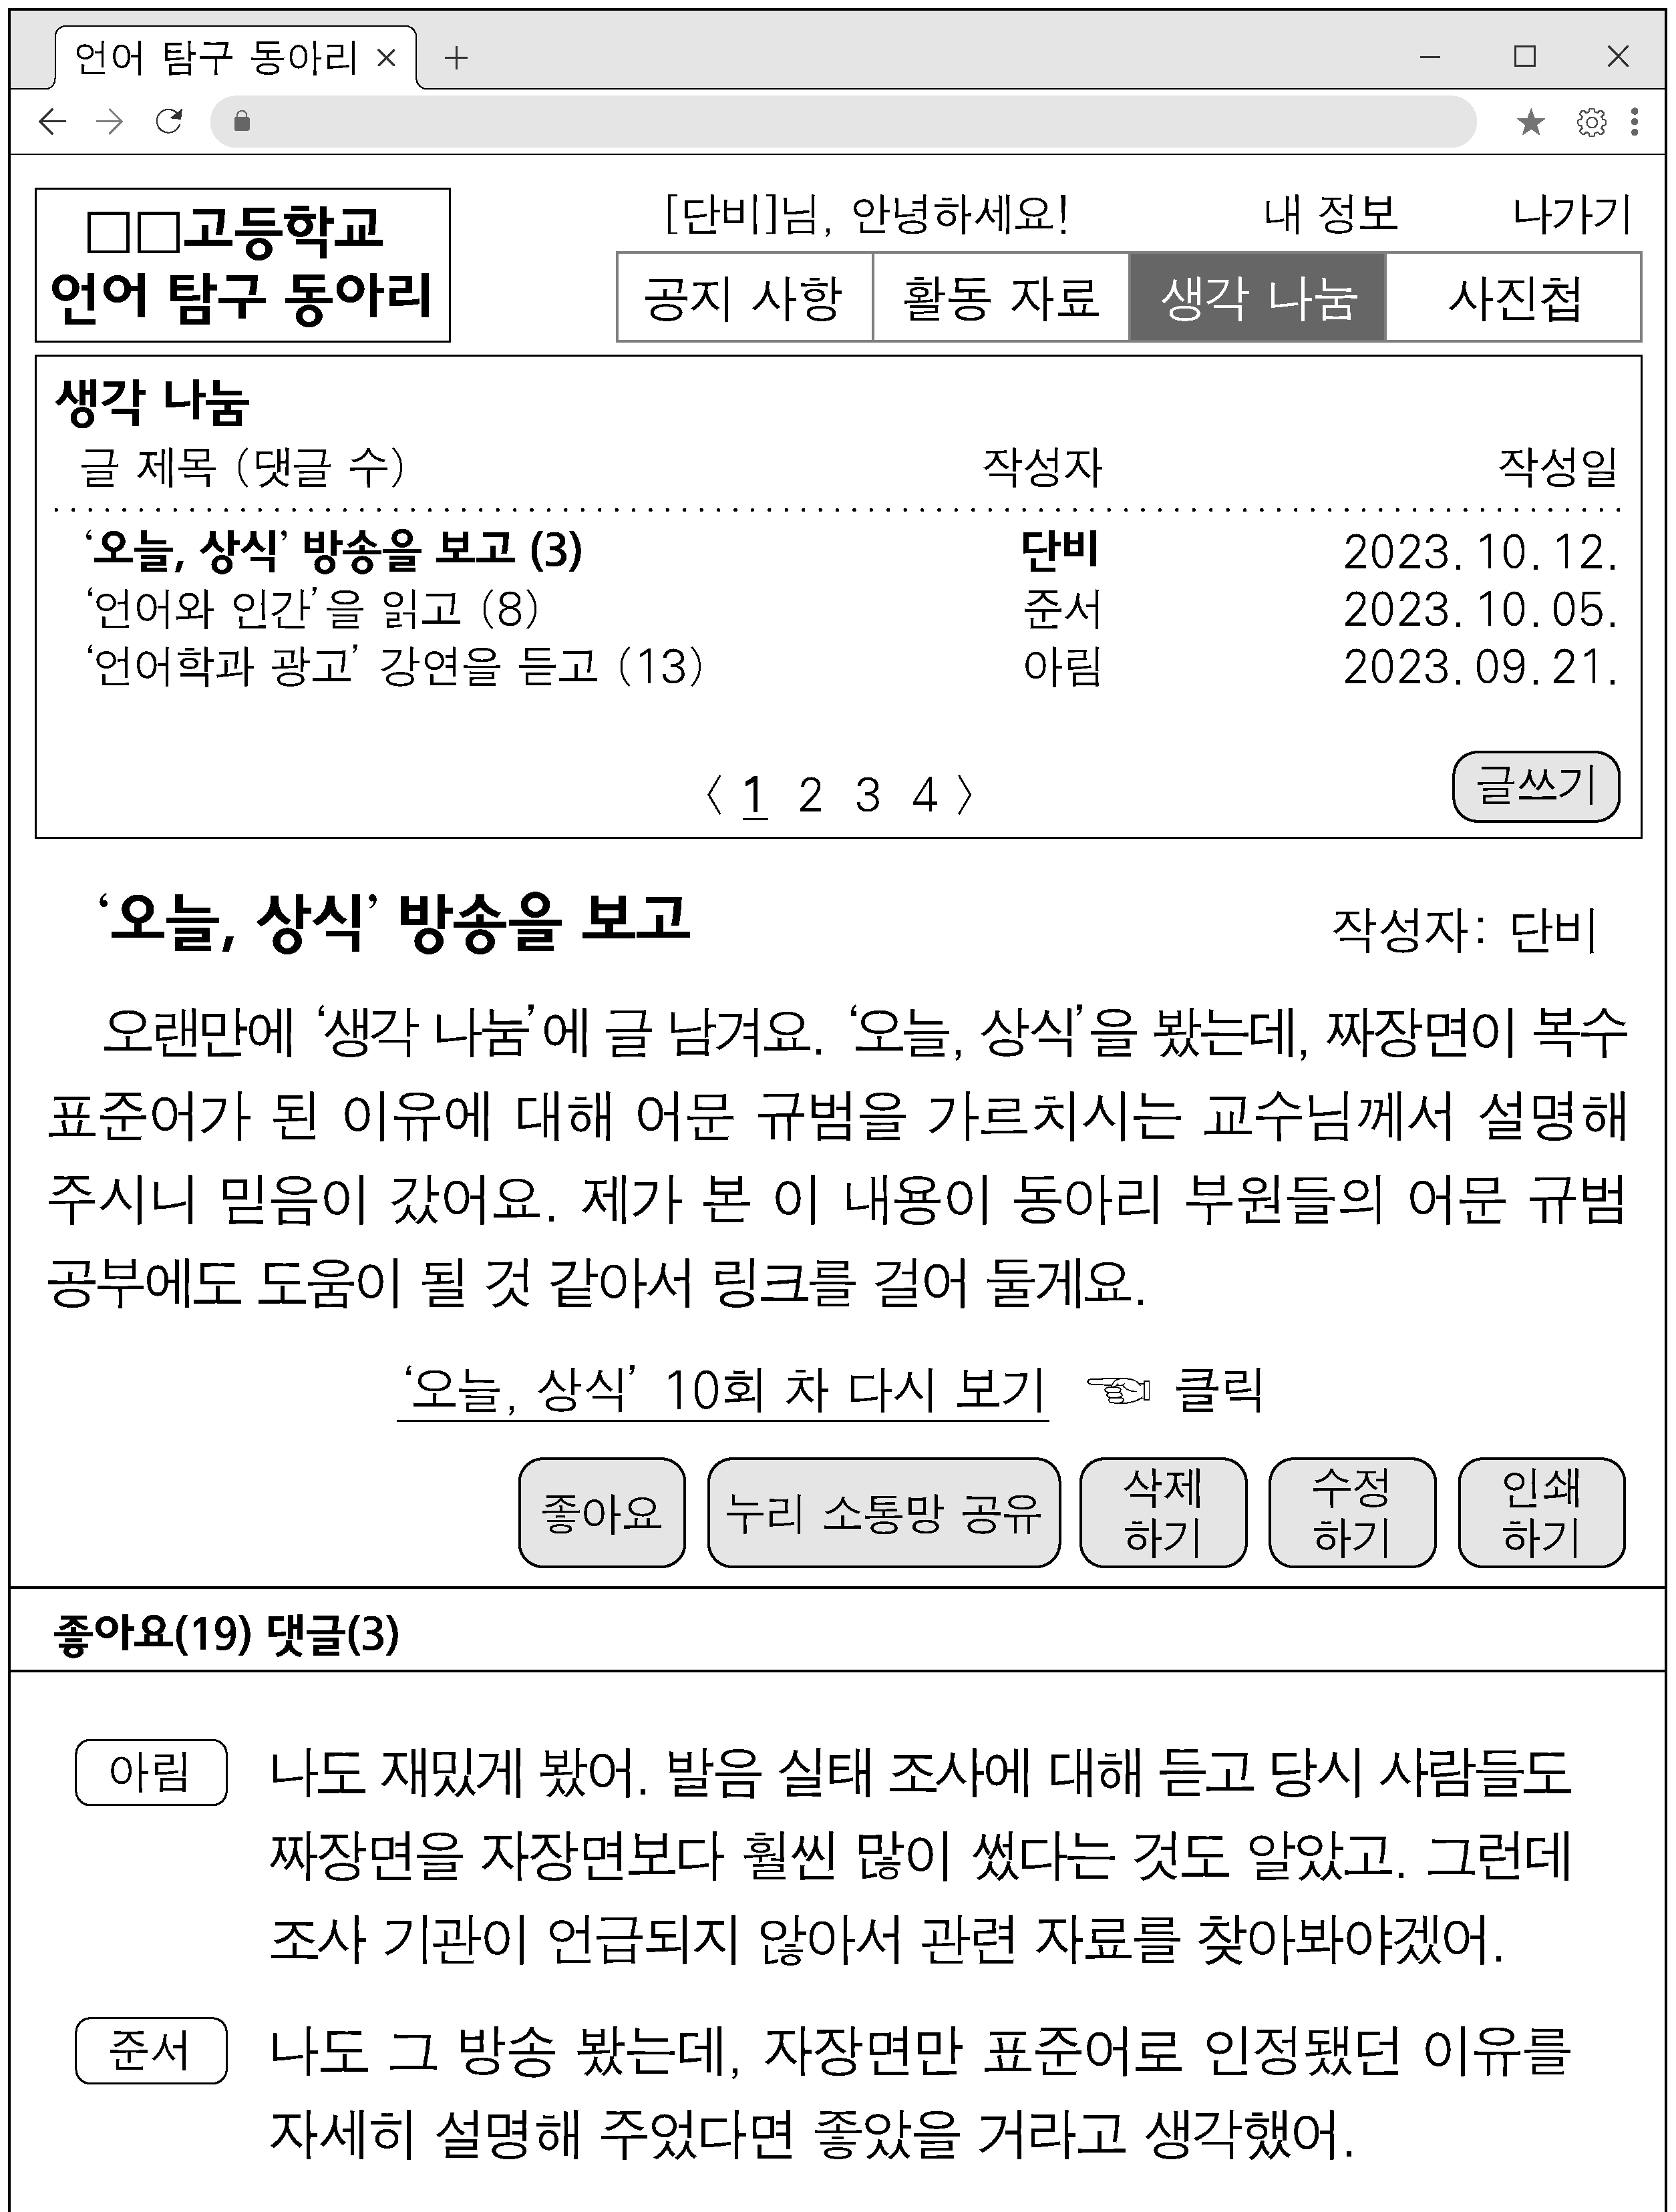 언어 탐구 동아리
□□고등학교
언어 탐구 동아리
[단비]님, 안녕하세요! 내 정보 나가기
공지 사항 활동 자료 생각 나눔 사진첩
생각 나눔
글 제목 (댓글 수) 작성자 작성일
‘오늘, 상식’ 방송을 보고 (3) 단비 2023. 10. 12.
‘언어와 인간’을 읽고 (8) 준서 2023. 10. 05.
‘언어학과 광고’ 강연을 듣고 (13) 아림 2023. 09. 21.
〈 1 2 3 4 〉 글쓰기
‘오늘, 상식’ 방송을 보고 작성자: 단비
오랜만에 ‘생각 나눔’에 글 남겨요. ‘오늘, 상식’을 봤는데, 짜장면이 복수
표준어가 된 이유에 대해 어문 규범을 가르치시는 교수님께서 설명해
주시니 믿음이 갔어요. 제가 본 이 내용이 동아리 부원들의 어문 규범
공부에도 도움이 될 것 같아서 링크를 걸어 둘게요.
‘오늘, 상식’ 10회 차 다시 보기 ☜ 클릭
좋아요 누리 소통망 공유 삭제하기 수정하기 인쇄하기
좋아요(19) 댓글(3)
아림 나도 재밌게 봤어. 발음 실태 조사에 대해 듣고 당시 사람들도
짜장면을 자장면보다 훨씬 많이 썼다는 것도 알았고. 그런데
조사 기관이 언급되지 않아서 관련 자료를 찾아봐야겠어.
준서 나도 그 방송 봤는데, 자장면만 표준어로 인정됐던 이유를
자세히 설명해 주었다면 좋았을 거라고 생각했어.